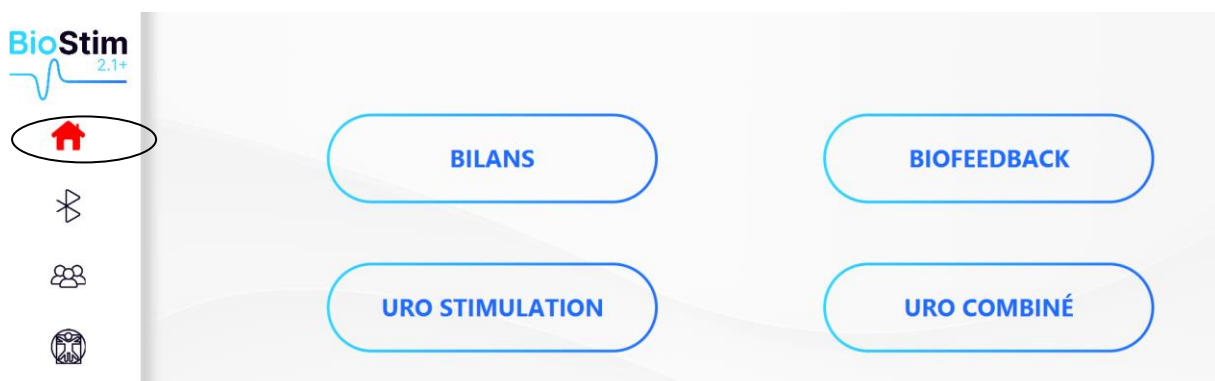 BioStim
2.1+
BILANS
BIOFEEDBACK
URO STIMULATION
URO COMBINÉ